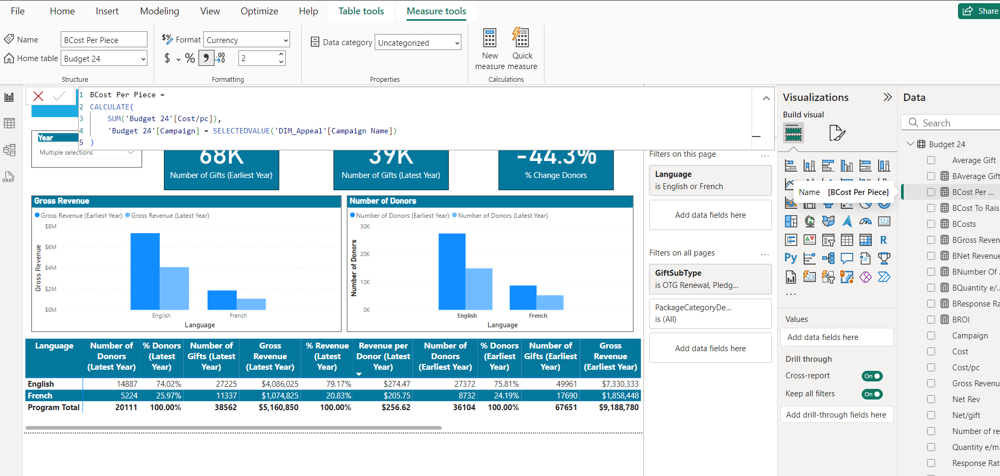 File Home Insert Modeling View Optimize Help Table tools Measure tools Share
Name BCost Per Piece
Home table Budget 24
Structure
$% Format Currency
$ % , .00 2
Formatting
Data category Uncategorized
Properties
New measure
Quick measure
Calculations
1 BCost Per Piece =
2 CALCULATE(
3 SUM('Budget 24'[Cost/pc]),
4 'Budget 24'[Campaign] = SELECTEDVALUE('DIM_Appeal'[Campaign Name])
5 )
DAX
Year
Multiple selections
68K
Number of Gifts (Earliest Year)
39K
Number of Gifts (Latest Year)
-44.3%
% Change Donors
Gross Revenue
Gross Revenue (Earliest Year) Gross Revenue (Latest Year)
$8M
$6M
$4M
$2M
$0M
Gross Revenue
English French
Language
Number of Donors
Number of Donors (Earliest Year) Number of Donors (Latest Year)
30K
20K
10K
0K
Number of Donors
English French
Language
Language Number of Donors (Latest Year) % Donors (Latest Year) Number of Gifts (Latest Year) Gross Revenue (Latest Year) % Revenue (Latest Year) Revenue per Donor (Latest Year) Number of Donors (Earliest Year) % Donors (Earliest Year) Number of Gifts (Earliest Year) Gross Revenue (Earliest Year)
English 14887 74.02% 27225 $4,086,025 79.17% $274.47 27372 75.81% 49961 $7,330,333
French 5224 25.97% 11337 $1,074,825 20.83% $205.75 8732 24.19% 17690 $1,858,448
Program Total 20111 100.00% 38562 $5,160,850 100.00% $256.62 36104 100.00% 67651 $9,188,780
Filters on this page ...
Language
is English or French
Add data fields here
Filters on all pages ...
GiftSubType
is OTG Renewal, Pledg...
PackageCategoryDe...
is (All)
Add data fields here
Visualizations
Build visual
Name [BCost Per Piece]
123
R
Py
123
...
Values
Add data fields here
Drill through
Cross-report On
Keep all filters On
Add drill-through fields here
Data
Search
Budget 24
Average Gift
BAverage Gift
BCost Per ...
BCost To Rais
BCosts
BGross Reven
BNet Revenue
BNumber Of .
BQuantity e/..
BResponse Ra
BROI
Campaign
Cost
Cost/pc
Gross Revenu
Net Rev
Net/gift
Number of re
Quantity e/m.
Response Rat